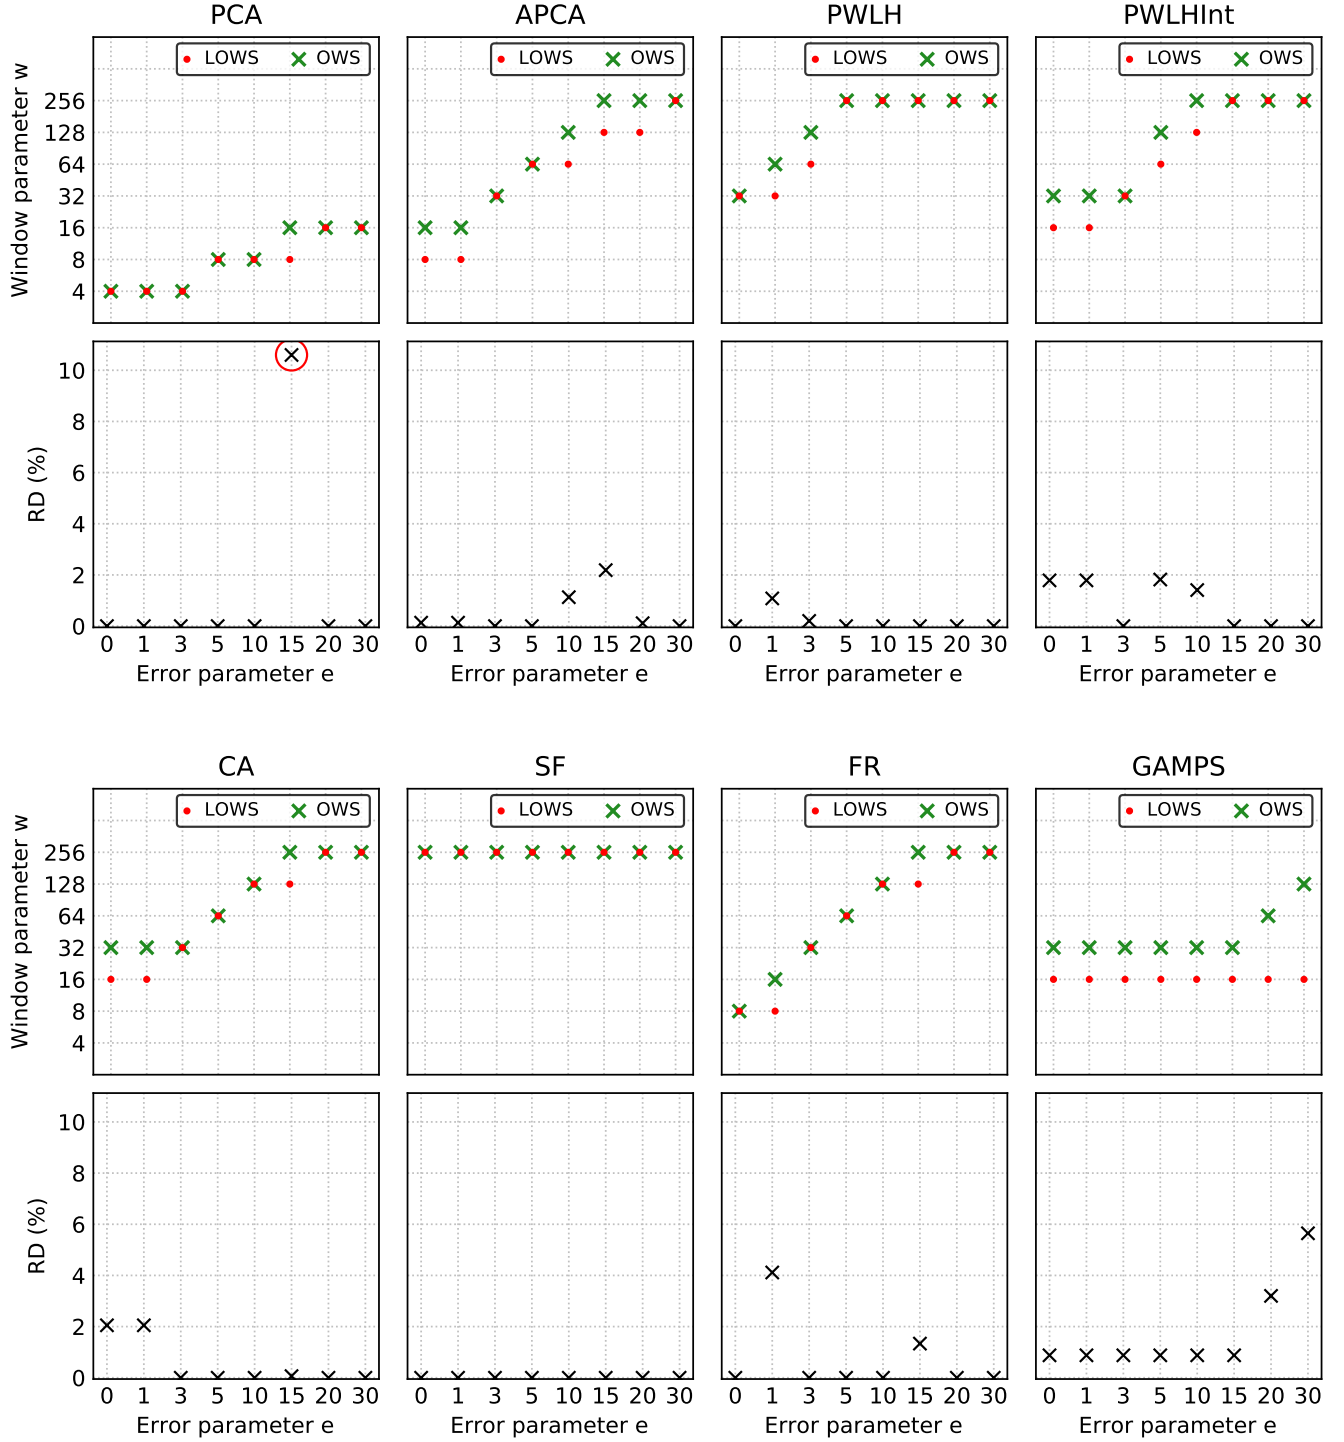 PCA APCA PWLH PWLHInt
LOWS OWS LOWS OWS LOWS OWS LOWS OWS
Window parameter w
256
128
64
32
16
8
4
RD (%)
10
8
6
4
2
0
0 1 3 5 10 15 20 30 0 1 3 5 10 15 20 30 0 1 3 5 10 15 20 30 0 1 3 5 10 15 20 30
Error parameter e Error parameter e Error parameter e Error parameter e
CA SF FR GAMPS
LOWS OWS LOWS OWS LOWS OWS LOWS OWS
Window parameter w
256
128
64
32
16
8
4
RD (%)
10
8
6
4
2
0
0 1 3 5 10 15 20 30 0 1 3 5 10 15 20 30 0 1 3 5 10 15 20 30 0 1 3 5 10 15 20 30
Error parameter e Error parameter e Error parameter e Error parameter e